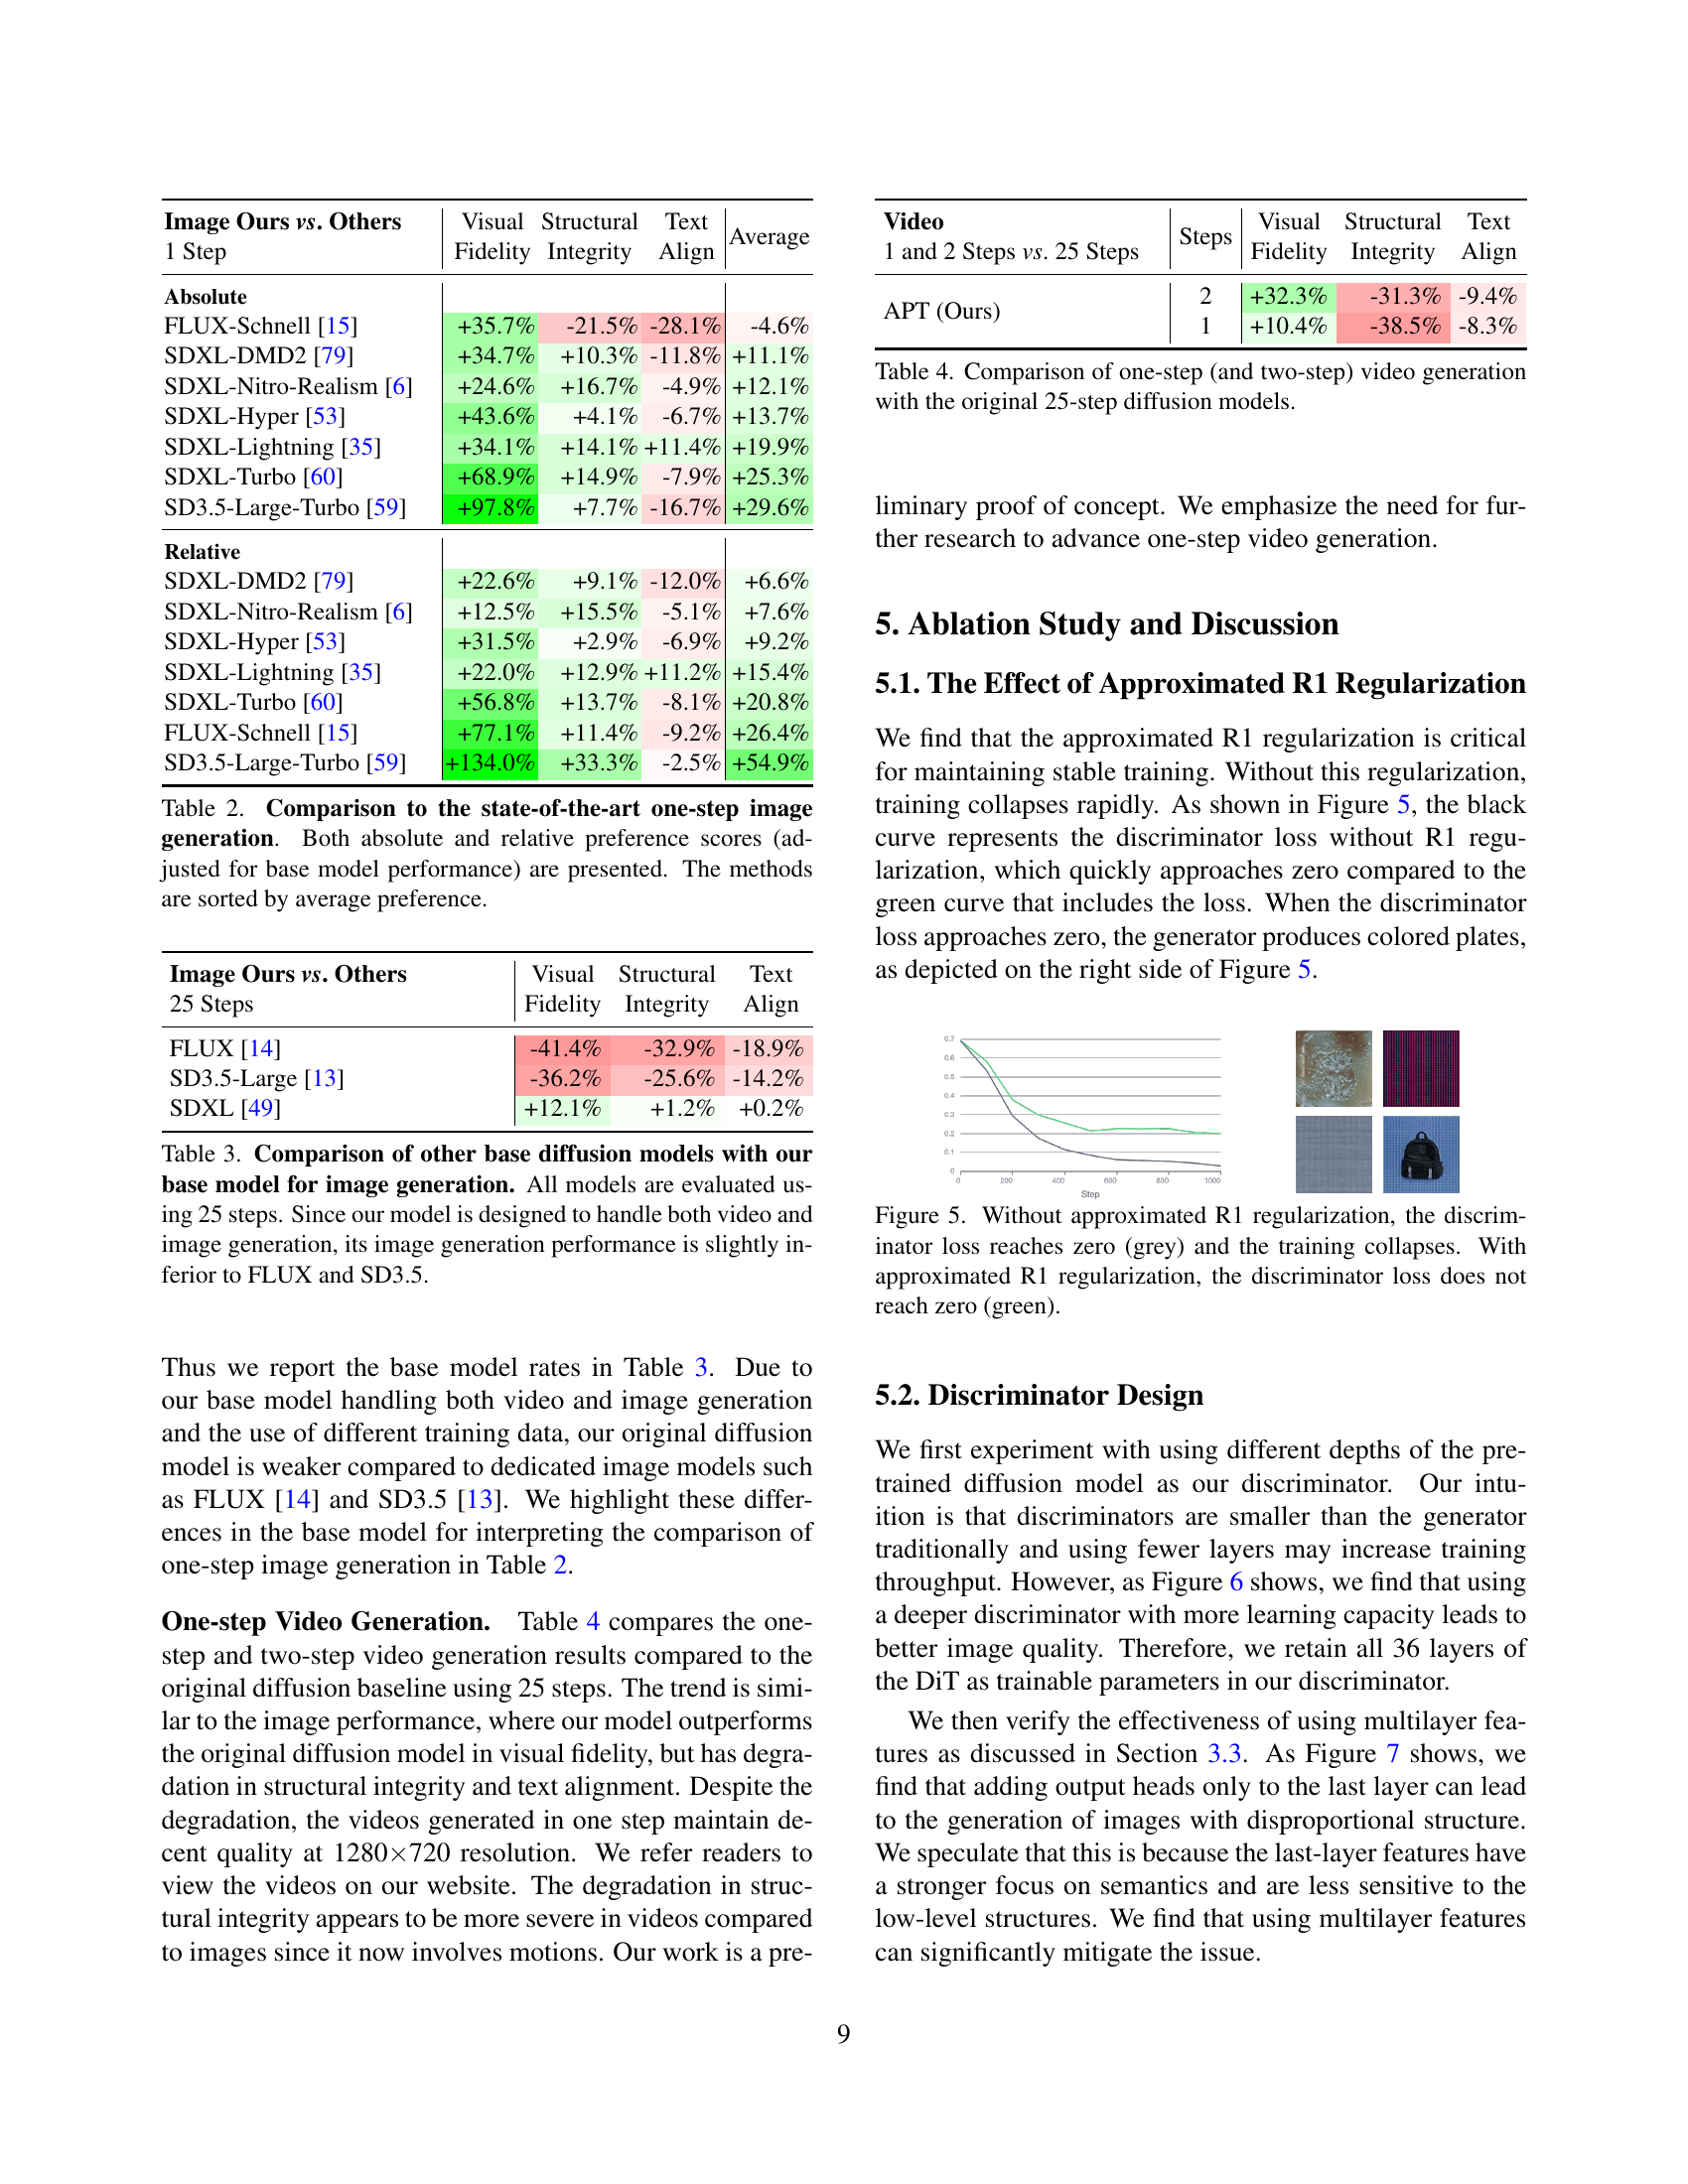 Image Ours vs. Others
1 Step
Visual Fidelity
Structural Integrity
Text Align
Average
Absolute
FLUX-Schnell [15] +35.7% -21.5% -28.1% -4.6%
SDXL-DMD2 [79] +34.7% +10.3% -11.8% +11.1%
SDXL-Nitro-Realism [6] +24.6% +16.7% -4.9% +12.1%
SDXL-Hyper [53] +43.6% +4.1% -6.7% +13.7%
SDXL-Lightning [35] +34.1% +14.1% +11.4% +19.9%
SDXL-Turbo [60] +68.9% +14.9% -7.9% +25.3%
SD3.5-Large-Turbo [59] +97.8% +7.7% -16.7% +29.6%
Relative
SDXL-DMD2 [79] +22.6% +9.1% -12.0% +6.6%
SDXL-Nitro-Realism [6] +12.5% +15.5% -5.1% +7.6%
SDXL-Hyper [53] +31.5% +2.9% -6.9% +9.2%
SDXL-Lightning [35] +22.0% +12.9% +11.2% +15.4%
SDXL-Turbo [60] +56.8% +13.7% -8.1% +20.8%
FLUX-Schnell [15] +77.1% +11.4% -9.2% +26.4%
SD3.5-Large-Turbo [59] +134.0% +33.3% -2.5% +54.9%
Table 2. Comparison to the state-of-the-art one-step image
generation. Both absolute and relative preference scores (ad-
justed for base model performance) are presented. The methods
are sorted by average preference.
Image Ours vs. Others
25 Steps
Visual Fidelity
Structural Integrity
Text Align
FLUX [14] -41.4% -32.9% -18.9%
SD3.5-Large [13] -36.2% -25.6% -14.2%
SDXL [49] +12.1% +1.2% +0.2%
Table 3. Comparison of other base diffusion models with our
base model for image generation. All models are evaluated us-
ing 25 steps. Since our model is designed to handle both video and
image generation, its image generation performance is slightly in-
ferior to FLUX and SD3.5.
Thus we report the base model rates in Table 3. Due to
our base model handling both video and image generation
and the use of different training data, our original diffusion
model is weaker compared to dedicated image models such
as FLUX [14] and SD3.5 [13]. We highlight these differ-
ences in the base model for interpreting the comparison of
one-step image generation in Table 2.
One-step Video Generation. Table 4 compares the one-
step and two-step video generation results compared to the
original diffusion baseline using 25 steps. The trend is simi-
lar to the image performance, where our model outperforms
the original diffusion model in visual fidelity, but has degra-
dation in structural integrity and text alignment. Despite the
degradation, the videos generated in one step maintain de-
cent quality at 1280×720 resolution. We refer readers to
view the videos on our website. The degradation in struc-
tural integrity appears to be more severe in videos compared
to images since it now involves motions. Our work is a pre-
Video
1 and 2 Steps vs. 25 Steps
Steps
Visual Fidelity
Structural Integrity
Text Align
APT (Ours)
2 +32.3% -31.3% -9.4%
1 +10.4% -38.5% -8.3%
Table 4. Comparison of one-step (and two-step) video generation
with the original 25-step diffusion models.
liminary proof of concept. We emphasize the need for fur-
ther research to advance one-step video generation.
5. Ablation Study and Discussion
5.1. The Effect of Approximated R1 Regularization
We find that the approximated R1 regularization is critical
for maintaining stable training. Without this regularization,
training collapses rapidly. As shown in Figure 5, the black
curve represents the discriminator loss without R1 regu-
larization, which quickly approaches zero compared to the
green curve that includes the loss. When the discriminator
loss approaches zero, the generator produces colored plates,
as depicted on the right side of Figure 5.
0.7
0.6
0.5
0.4
0.3
0.2
0.1
0
0 200 400 600 800 1000
Step
Figure 5. Without approximated R1 regularization, the discrim-
inator loss reaches zero (grey) and the training collapses. With
approximated R1 regularization, the discriminator loss does not
reach zero (green).
5.2. Discriminator Design
We first experiment with using different depths of the pre-
trained diffusion model as our discriminator. Our intu-
ition is that discriminators are smaller than the generator
traditionally and using fewer layers may increase training
throughput. However, as Figure 6 shows, we find that using
a deeper discriminator with more learning capacity leads to
better image quality. Therefore, we retain all 36 layers of
the DiT as trainable parameters in our discriminator.
We then verify the effectiveness of using multilayer fea-
tures as discussed in Section 3.3. As Figure 7 shows, we
find that adding output heads only to the last layer can lead
to the generation of images with disproportional structure.
We speculate that this is because the last-layer features have
a stronger focus on semantics and are less sensitive to the
low-level structures. We find that using multilayer features
can significantly mitigate the issue.
9